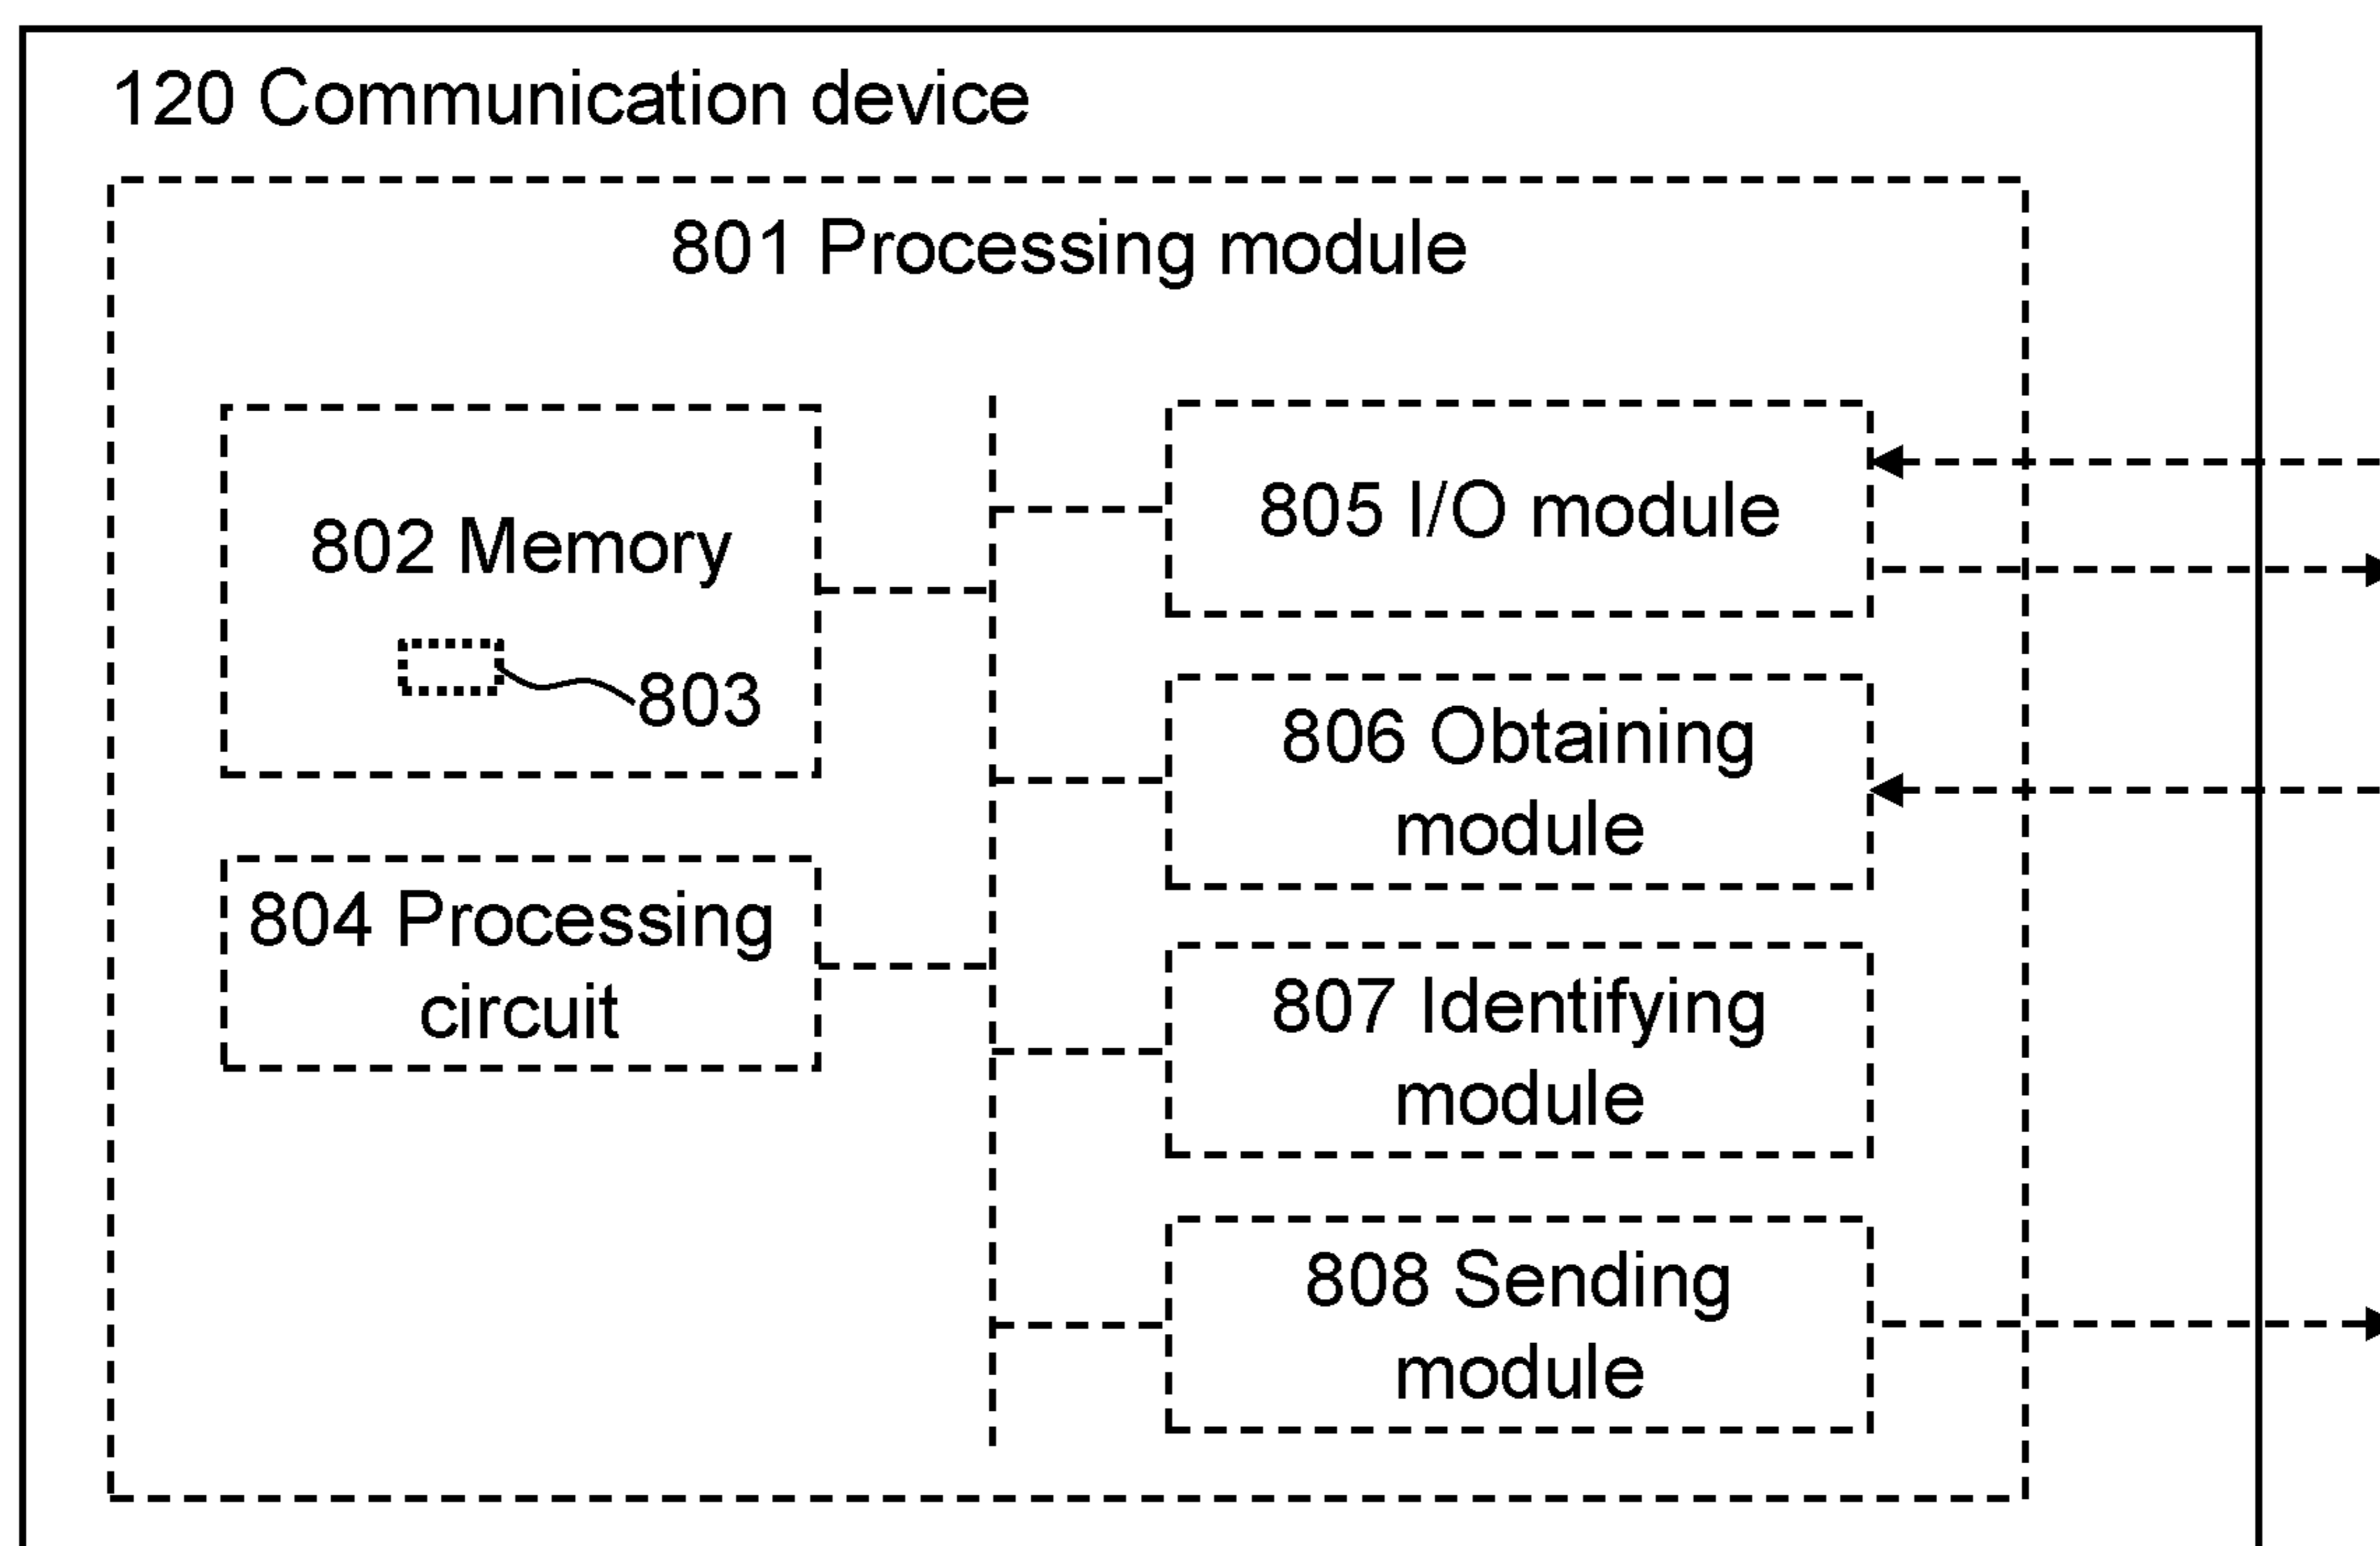 120 Communication device
801 Processing module
802 Memory
803
804 Processing
circuit
805 I/O module
806 Obtaining
module
807 Identifying
module
808 Sending
module